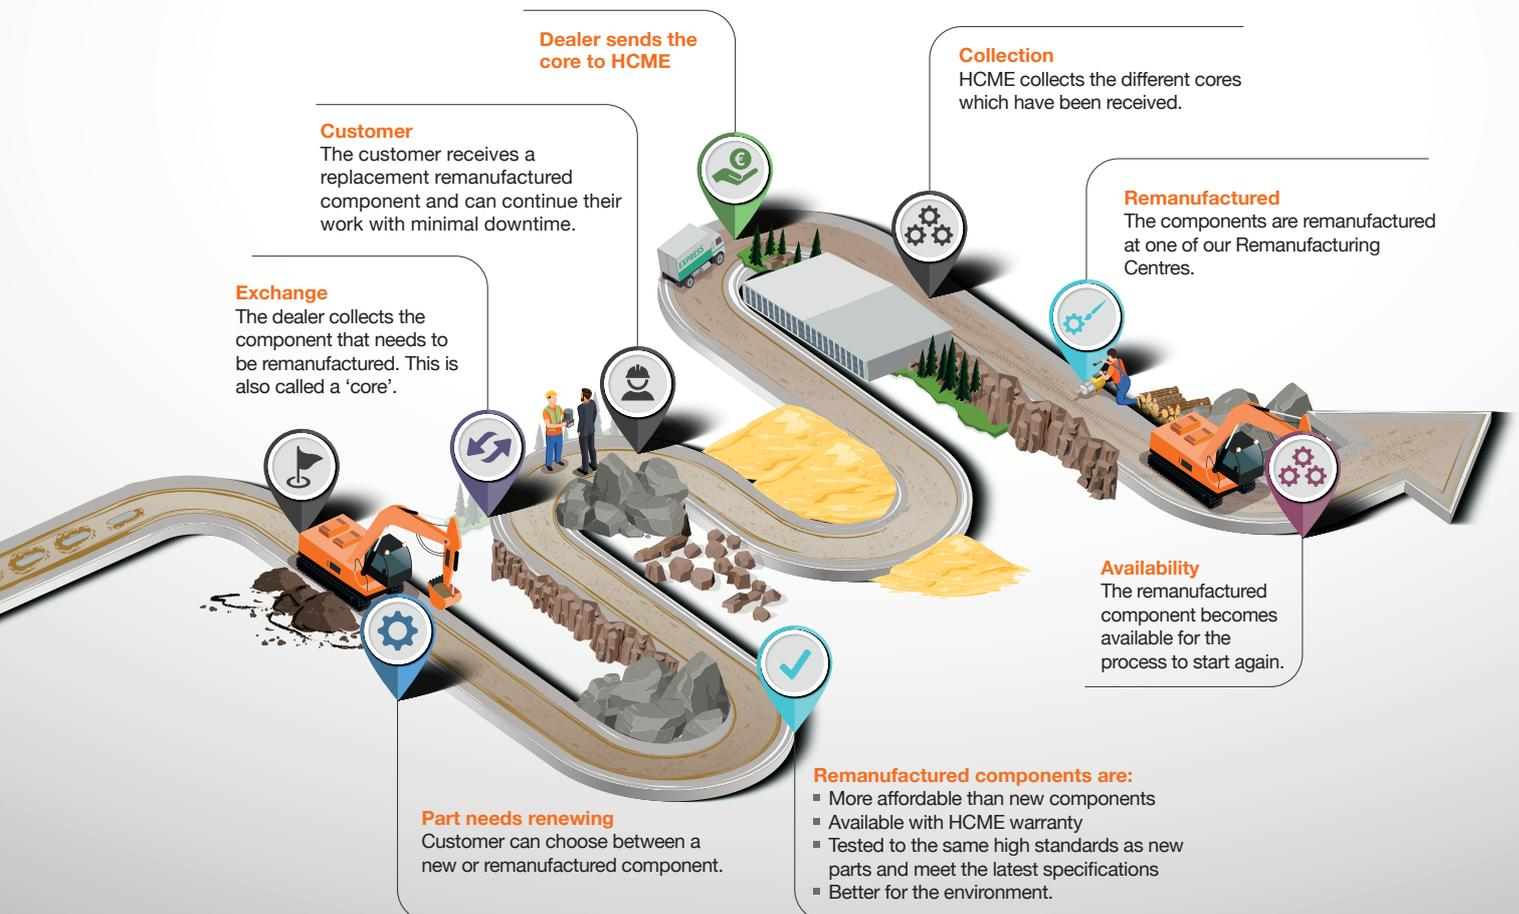 Dealer sends the
core to HCME
Collection
HCME collects the different cores
which have been received.
Customer
The customer receives a
replacement remanufactured
component and can continue their
work with minimal downtime.
Remanufactured
The components are remanufactured
at one of our Remanufacturing
Centres.
Exchange
The dealer collects the
component that needs to
be remanufactured. This is
also called a ‘core’.
EXPRESS
Availability
The remanufactured
component becomes
available for the
process to start again.
Part needs renewing
Customer can choose between a
new or remanufactured component.
Remanufactured components are:
▪ More affordable than new components
▪ Available with HCME warranty
▪ Tested to the same high standards as new
parts and meet the latest specifications
▪ Better for the environment.